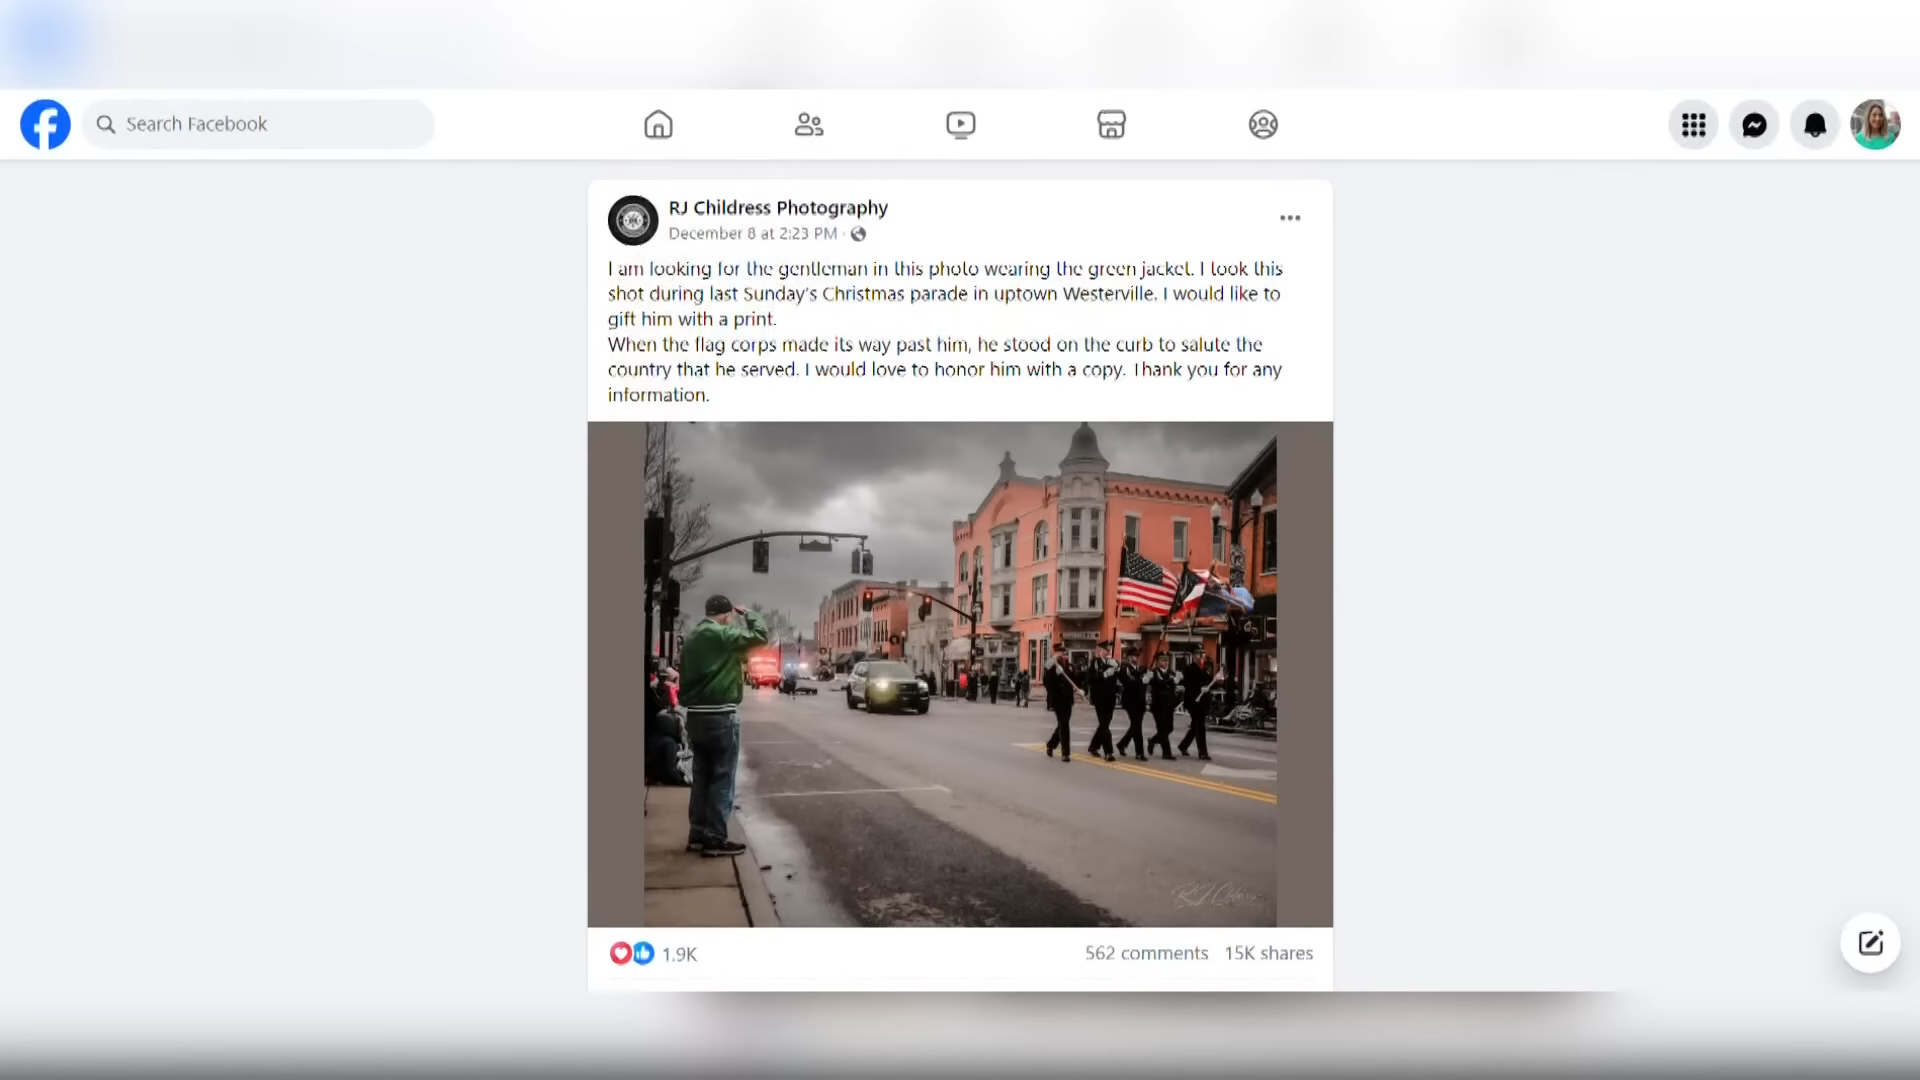 Search Facebook
RJ Childress Photography
December 8 at 2:23 PM ·
I am looking for the gentleman in this photo wearing the green jacket. I took this
shot during last Sunday's Christmas parade in uptown Westerville. I would like to
gift him with a print.
When the flag corps made its way past him, he stood on the curb to salute the
country that he served. I would love to honor him with a copy. Thank you for any
information.
1.9K
562 comments 15K shares